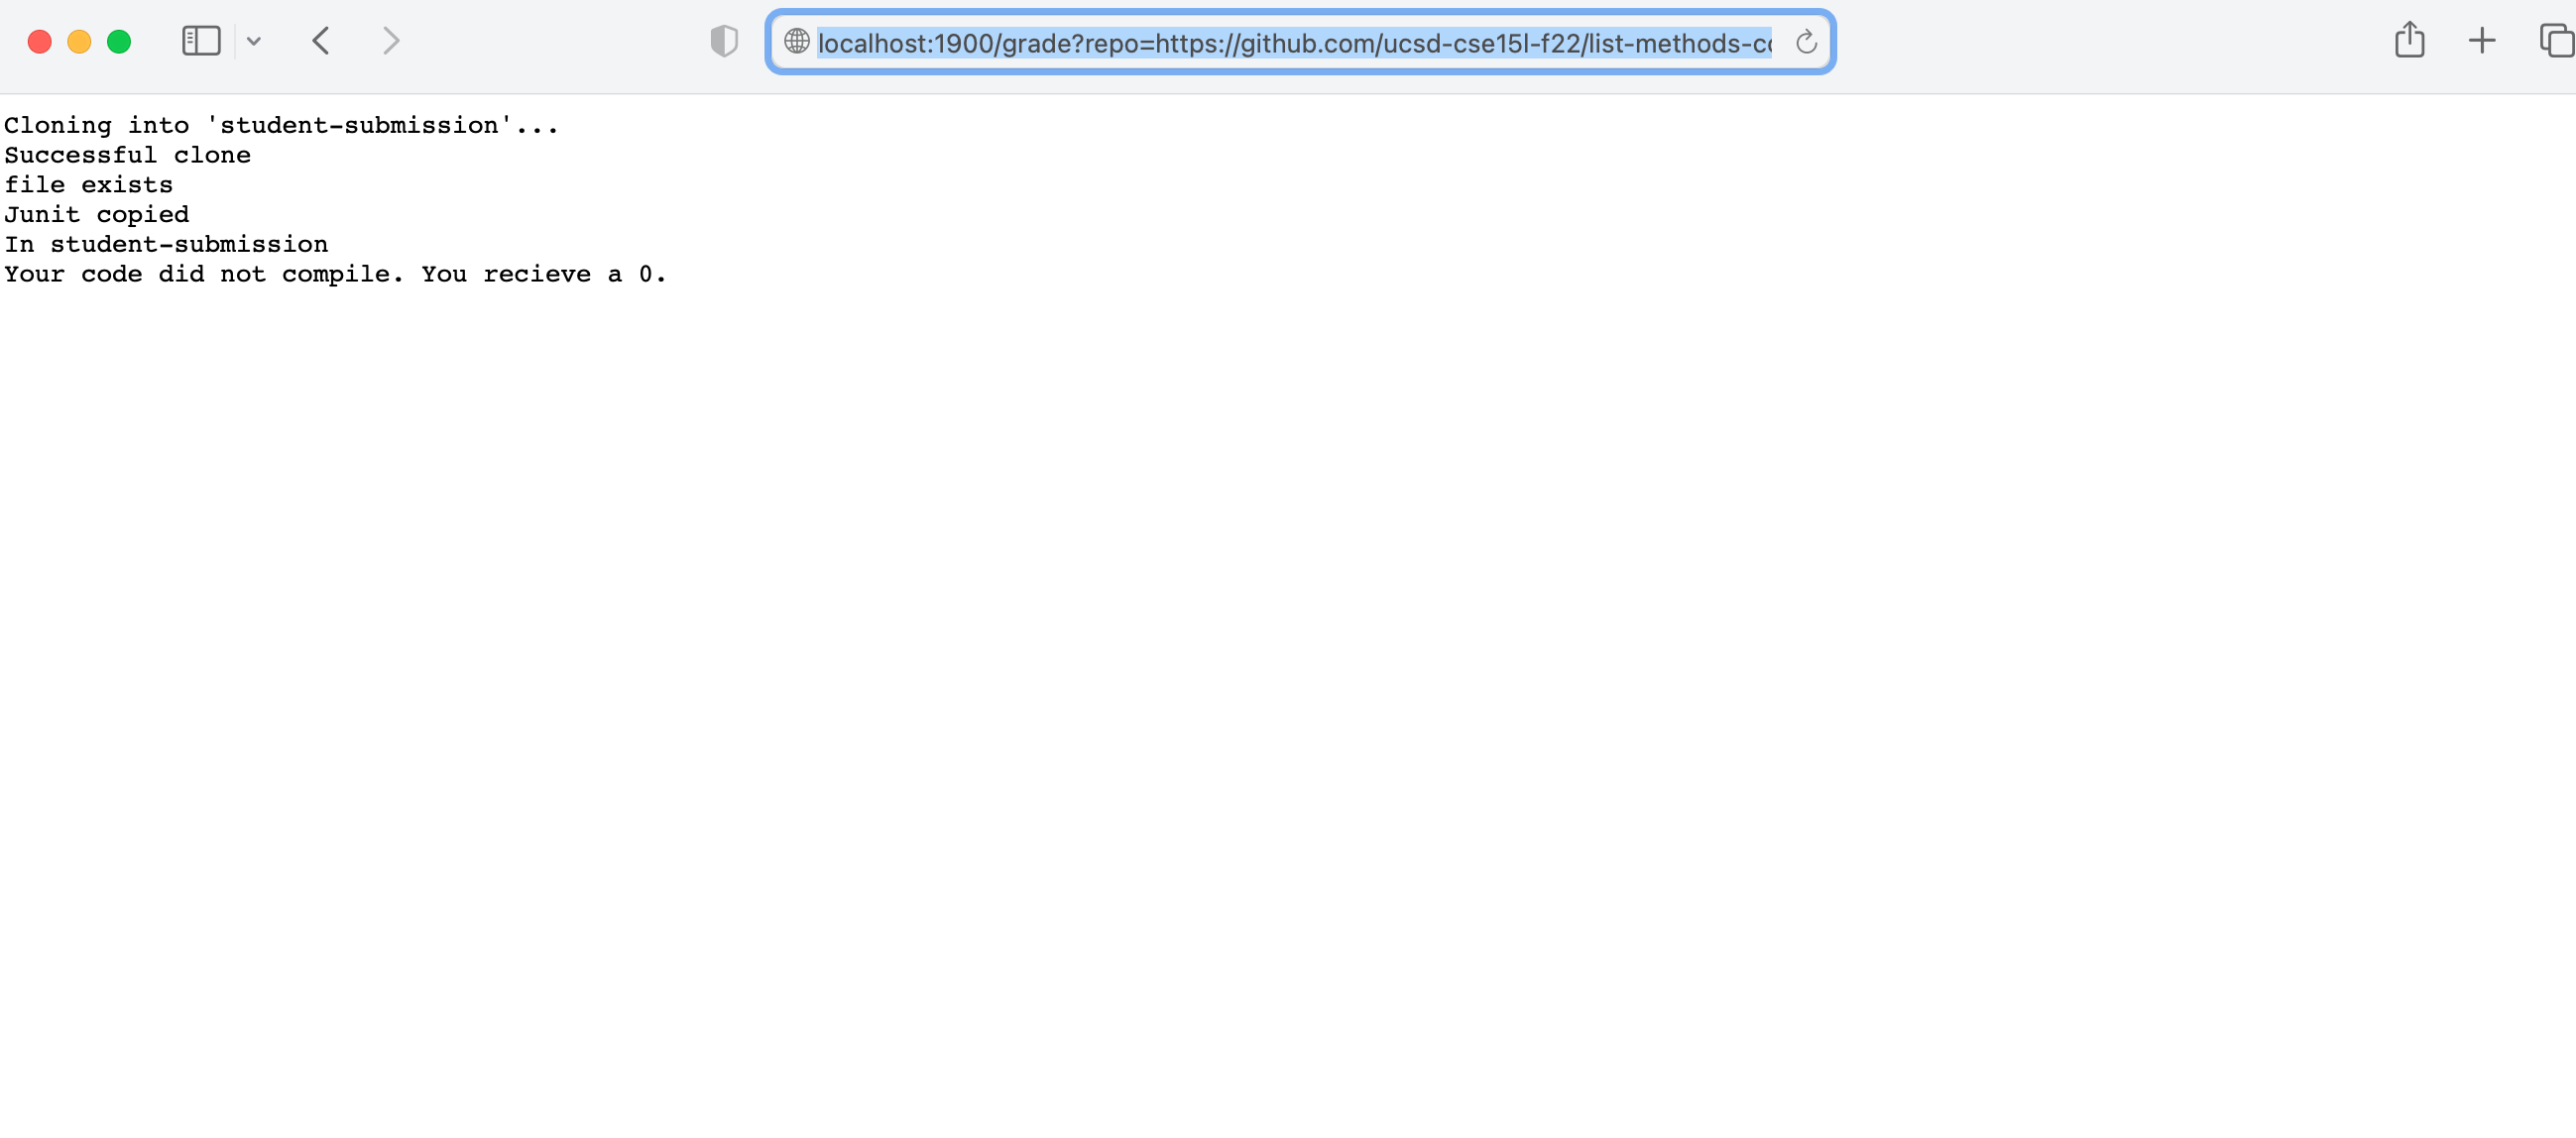 localhost:1900/grade?repo=https://github.com/ucsd-cse15l-f22/list-methods-co
Cloning into 'student-submission'...
Successful clone
file exists
Junit copied
In student-submission
Your code did not compile. You recieve a 0.